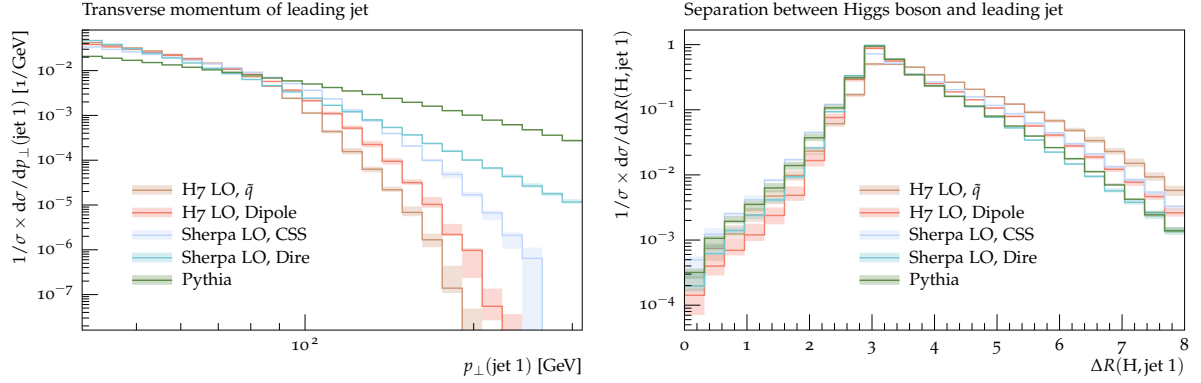 Transverse momentum of leading jet
1/σ × dσ/dp⊥(jet 1) [1/GeV]
10⁻²
10⁻³
10⁻⁴
10⁻⁵
10⁻⁶
10⁻⁷
H7 LO, q̃
H7 LO, Dipole
Sherpa LO, CSS
Sherpa LO, Dire
Pythia
10²
p⊥(jet 1) [GeV]
Separation between Higgs boson and leading jet
1/σ × dσ/dΔR(H, jet 1)
1
10⁻¹
10⁻²
10⁻³
10⁻⁴
H7 LO, q̃
H7 LO, Dipole
Sherpa LO, CSS
Sherpa LO, Dire
Pythia
0 1 2 3 4 5 6 7 8
ΔR(H, jet 1)